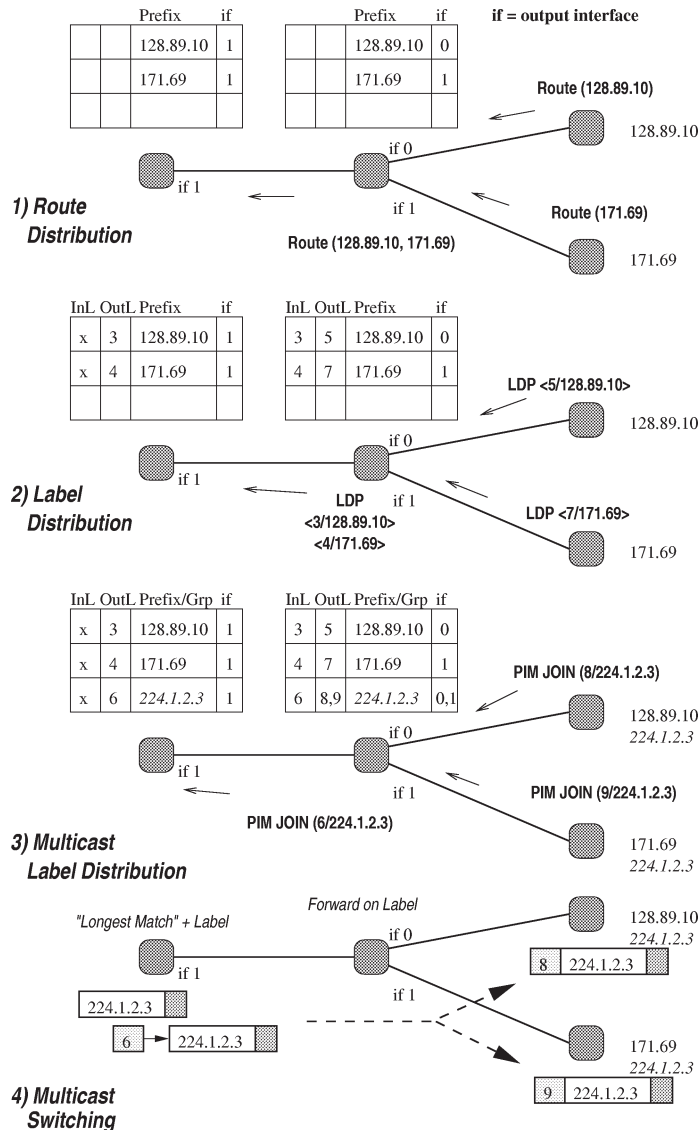 Prefix if
128.89.10 1
171.69 1
Prefix if
128.89.10 0
171.69 1
if = output interface
Route (128.89.10)
128.89.10
if 0
if 1
if 1
Route (171.69)
Route (128.89.10, 171.69)
171.69
1) Route
Distribution
InL OutL Prefix if
x 3 128.89.10 1
x 4 171.69 1
InL OutL Prefix if
3 5 128.89.10 0
4 7 171.69 1
LDP <5/128.89.10>
128.89.10
if 0
if 1
if 1
LDP
<3/128.89.10>
<4/171.69>
LDP <7/171.69>
171.69
2) Label
Distribution
InL OutL Prefix/Grp if
x 3 128.89.10 1
x 4 171.69 1
x 6 224.1.2.3 1
InL OutL Prefix/Grp if
3 5 128.89.10 0
4 7 171.69 1
6 8,9 224.1.2.3 0,1
PIM JOIN (8/224.1.2.3)
128.89.10
224.1.2.3
if 0
if 1
if 1
PIM JOIN (9/224.1.2.3)
PIM JOIN (6/224.1.2.3)
171.69
224.1.2.3
3) Multicast
Label Distribution
"Longest Match" + Label
Forward on Label
if 0
128.89.10
224.1.2.3
if 1
if 1
8 224.1.2.3
224.1.2.3
6 224.1.2.3
171.69
224.1.2.3
9 224.1.2.3
4) Multicast
Switching